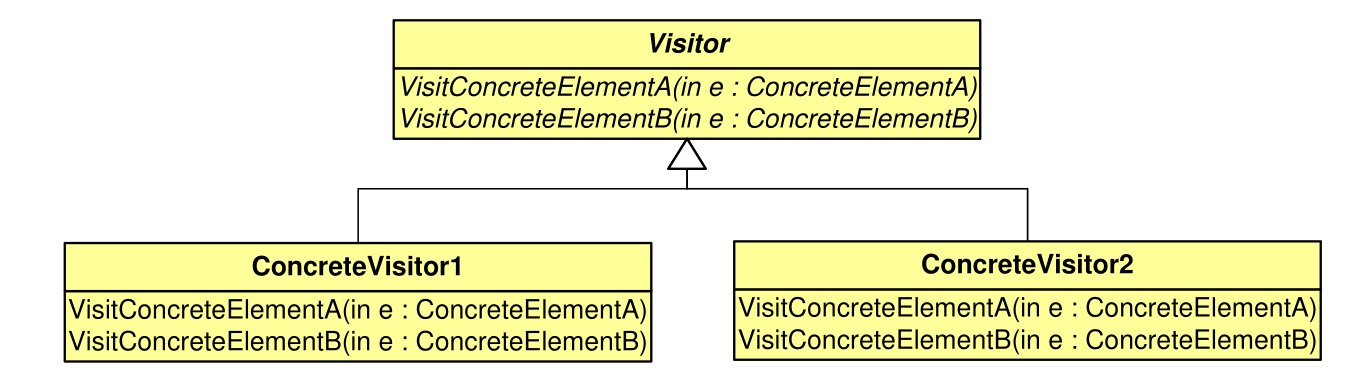 Visitor
VisitConcreteElementA(in e : ConcreteElementA)
VisitConcreteElementB(in e : ConcreteElementB)
ConcreteVisitor1
VisitConcreteElementA(in e : ConcreteElementA)
VisitConcreteElementB(in e : ConcreteElementB)
ConcreteVisitor2
VisitConcreteElementA(in e : ConcreteElementA)
VisitConcreteElementB(in e : ConcreteElementB)